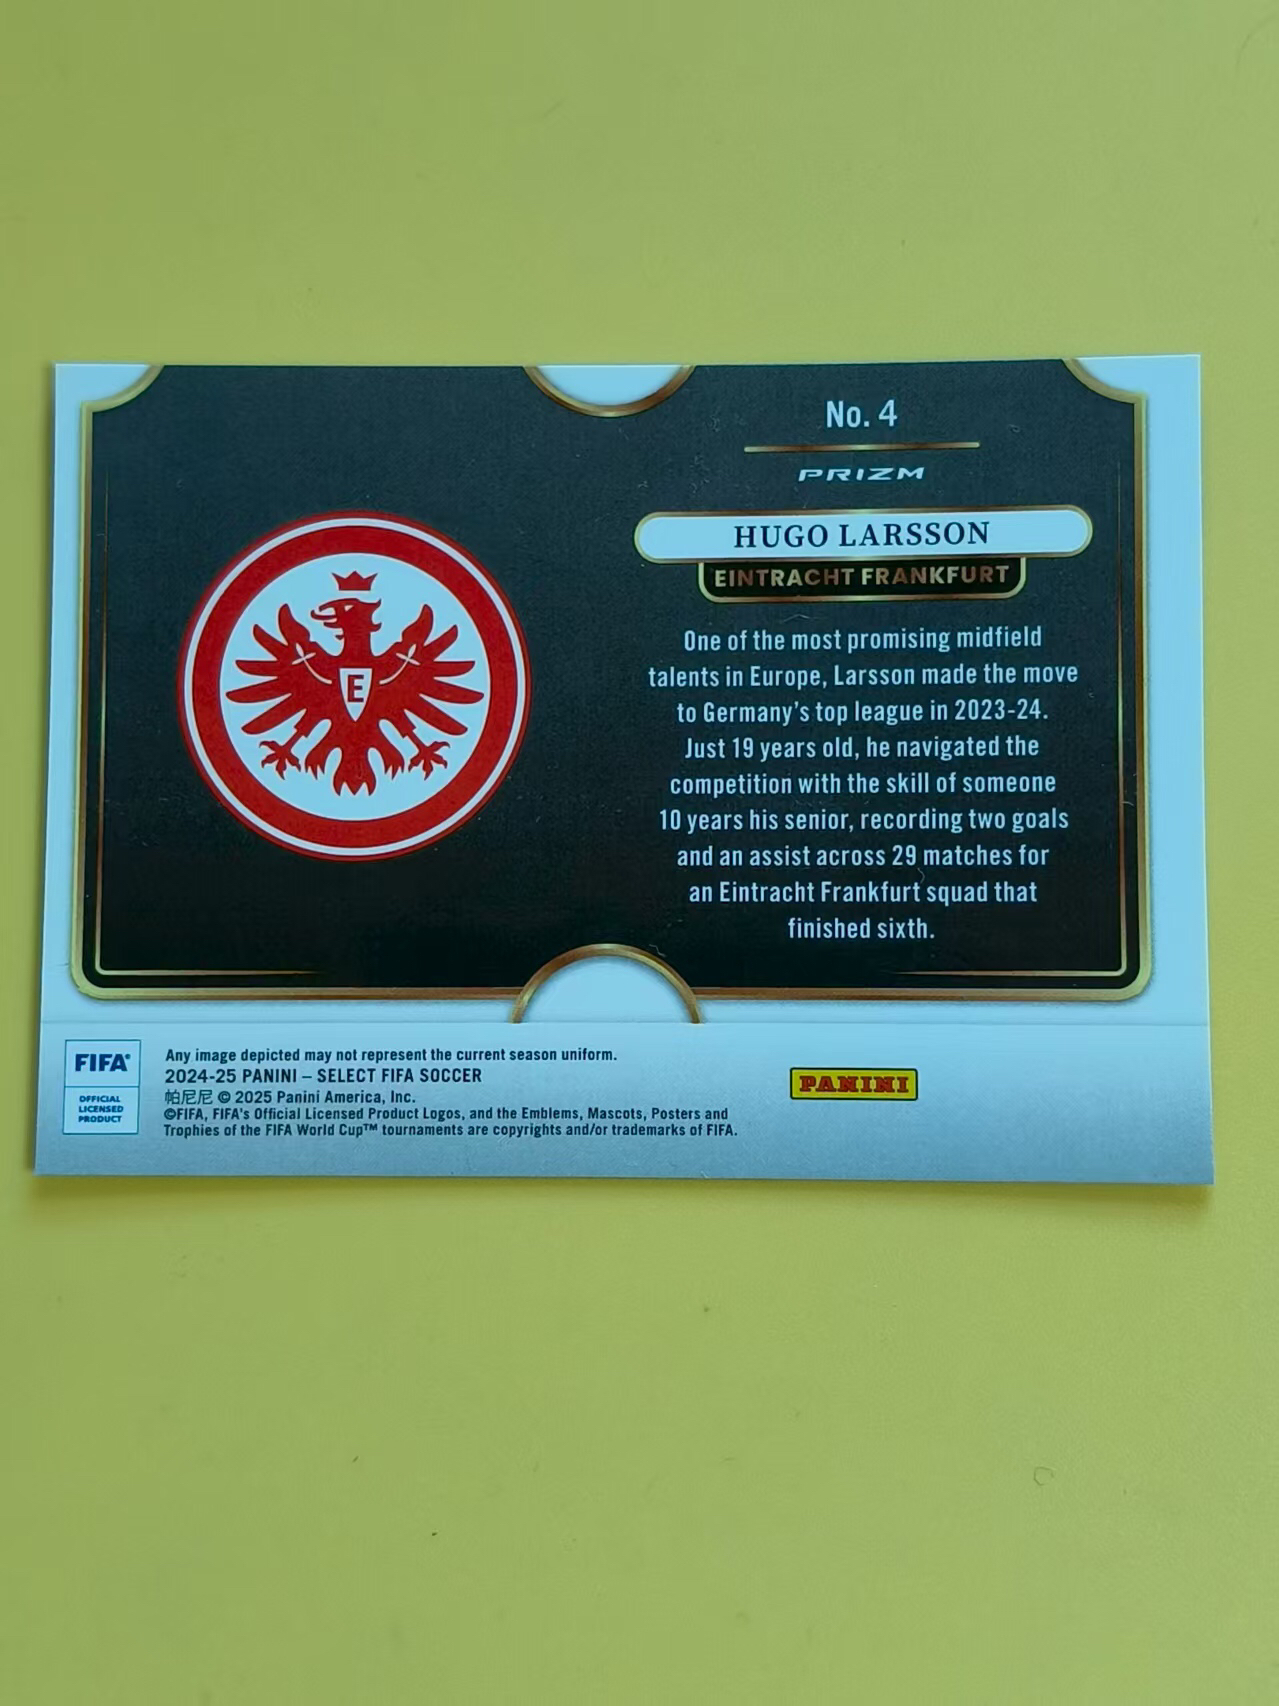 No. 4
PRIZM
HUGO LARSSON
EINTRACHT FRANKFURT
E
One of the most promising midfield
talents in Europe, Larsson made the move
to Germany's top league in 2023-24.
Just 19 years old, he navigated the
competition with the skill of someone
10 years his senior, recording two goals
and an assist across 29 matches for
an Eintracht Frankfurt squad that
finished sixth.
FIFA®
OFFICIAL
LICENSED
PRODUCT
Any image depicted may not represent the current season uniform.
2024-25 PANINI – SELECT FIFA SOCCER
帕尼尼 © 2025 Panini America, Inc.
©FIFA, FIFA's Official Licensed Product Logos, and the Emblems, Mascots, Posters and
Trophies of the FIFA World Cup™ tournaments are copyrights and/or trademarks of FIFA.
PANINI